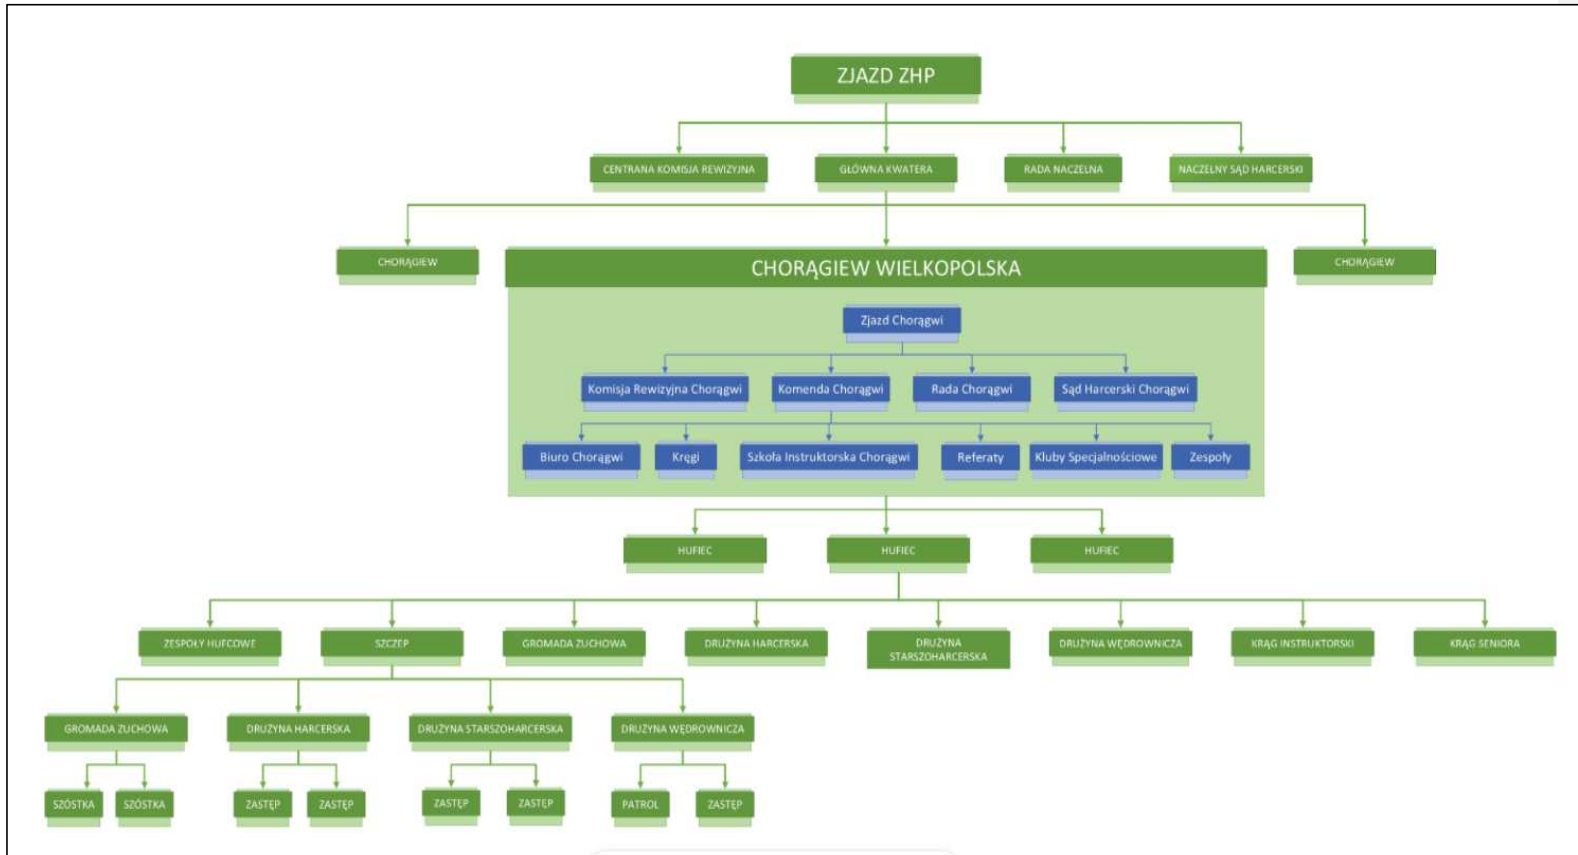 ZJAZD ZHP
CENTRANA KOMISJA REWIZYJNA
GŁÓWNA KWATERA
RADA NACZELNA
NACZELNY SĄD HARCERSKI
CHORĄGIEW
CHORĄGIEW WIELKOPOLSKA
CHORĄGIEW
Zjazd Chorągwi
Komisja Rewizyjna Chorągwi
Komenda Chorągwi
Rada Chorągwi
Sąd Harcerski Chorągwi
Biuro Chorągwi
Kręgi
Szkoła Instruktorska Chorągwi
Referaty
Kluby Specjalnościowe
Zespoły
HUFIEC
HUFIEC
HUFIEC
ZESPOŁY HUFCOWE
SZCZEP
GROMADA ZUCHOWA
DRUŻYNA HARCERSKA
DRUŻYNA
STARSZOHARCERSKA
DRUŻYNA WĘDROWNICZA
KRĄG INSTRUKTORSKI
KRĄG SENIORA
GROMADA ZUCHOWA
DRUŻYNA HARCERSKA
DRUŻYNA STARSZOHARCERSKA
DRUŻYNA WĘDROWNICZA
SZÓSTKA
SZÓSTKA
ZASTĘP
ZASTĘP
ZASTĘP
ZASTĘP
PATROL
ZASTĘP